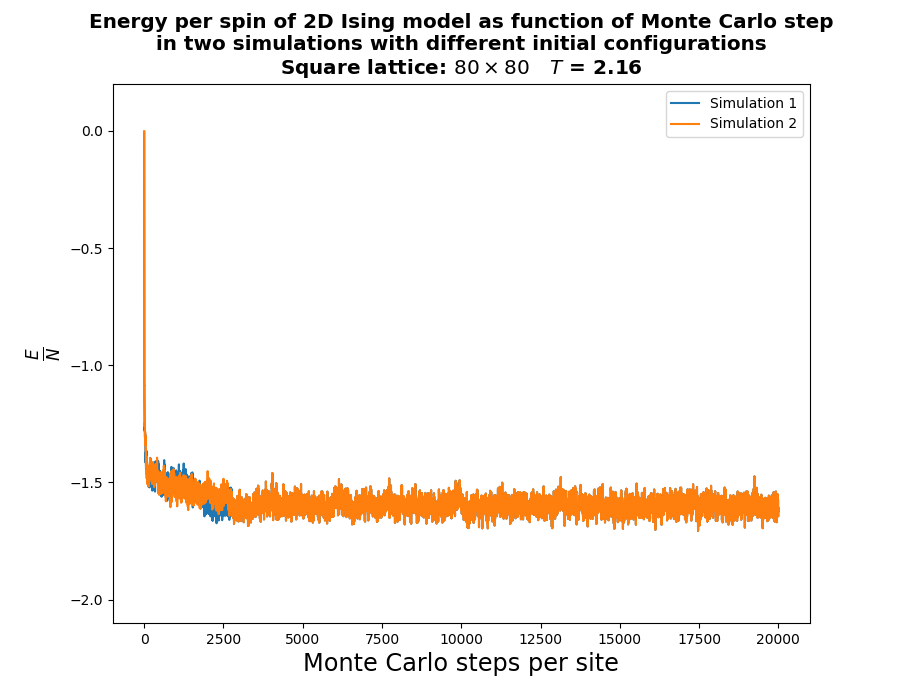 Energy per spin of 2D Ising model as function of Monte Carlo step
in two simulations with different initial configurations
Square lattice: 80 × 80 T = 2.16
Simulation 1
Simulation 2
0.0
−0.5
−1.0
−1.5
−2.0
E
N
0
2500
5000
7500
10000
12500
15000
17500
20000
Monte Carlo steps per site